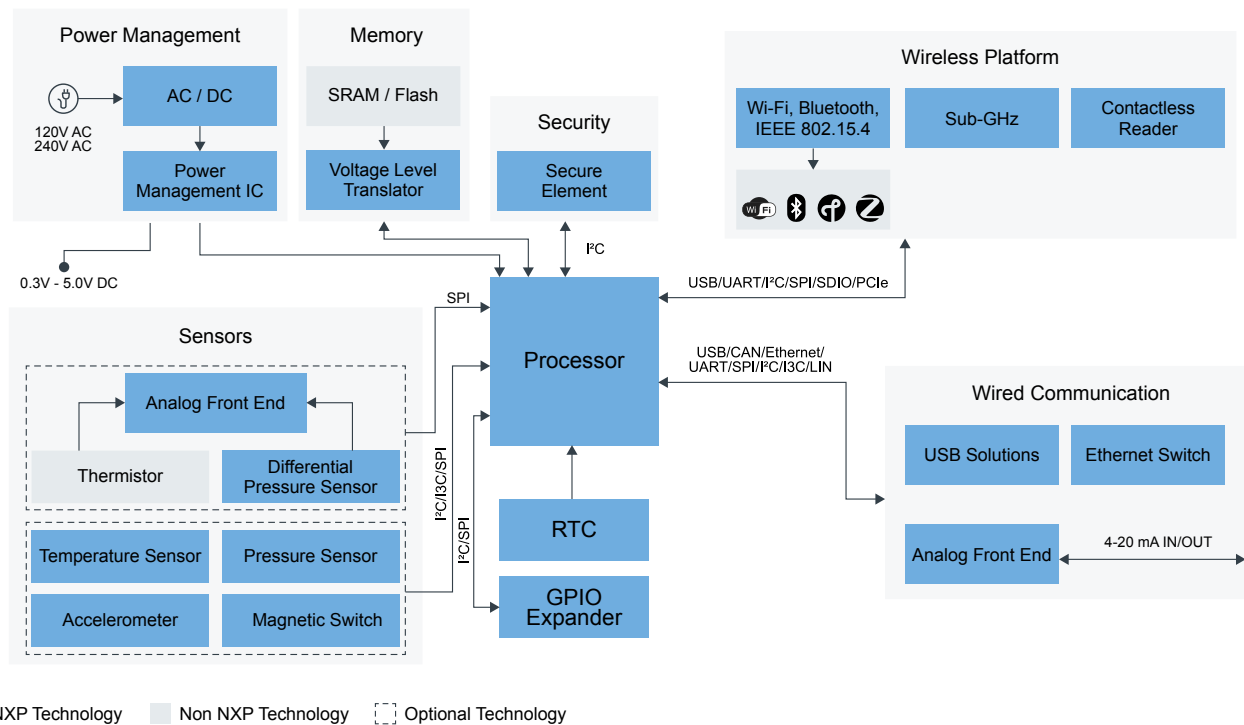 Power Management
AC / DC
120V AC
240V AC
Power
Management IC
0.3V - 5.0V DC
Memory
SRAM / Flash
Voltage Level
Translator
Security
Secure
Element
I²C
Wireless Platform
Wi-Fi, Bluetooth,
IEEE 802.15.4
Sub-GHz
Contactless
Reader
Wi Fi
USB/UART/I²C/SPI/SDIO/PCIe
SPI
Sensors
Analog Front End
Thermistor
Differential
Pressure Sensor
Temperature Sensor
Pressure Sensor
Accelerometer
Magnetic Switch
I²C/I3C/SPI
I²C/SPI
Processor
RTC
GPIO
Expander
USB/CAN/Ethernet/
UART/SPI/I²C/I3C/LIN
Wired Communication
USB Solutions
Ethernet Switch
Analog Front End
4-20 mA IN/OUT
NXP Technology
Non NXP Technology
Optional Technology